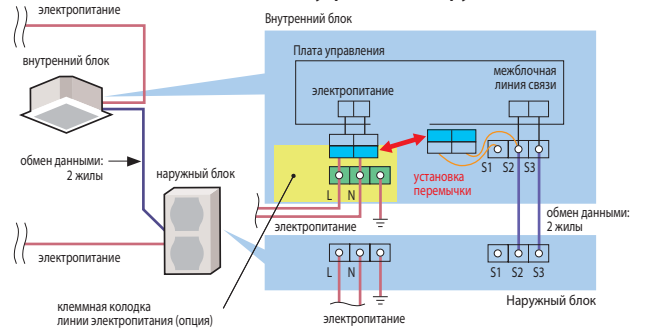 электропитание
Внутренний блок
внутренний блок
Плата управления
электропитание
межблочная
линия связи
обмен данными:
2 жилы
наружный блок
S1 S2 S3
установка
перемычки
L N
электропитание
обмен данными:
2 жилы
электропитание
L N
S1 S2 S3
клеммная колодка
линии электропитания (опция)
электропитание
Наружный блок